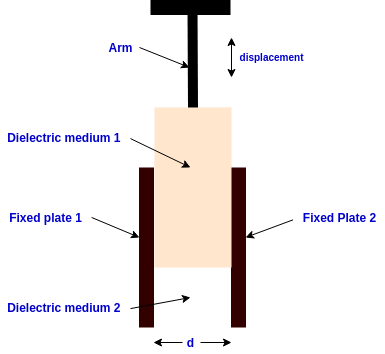 Arm
displacement
Dielectric medium 1
Fixed plate 1
Fixed Plate 2
Dielectric medium 2
d